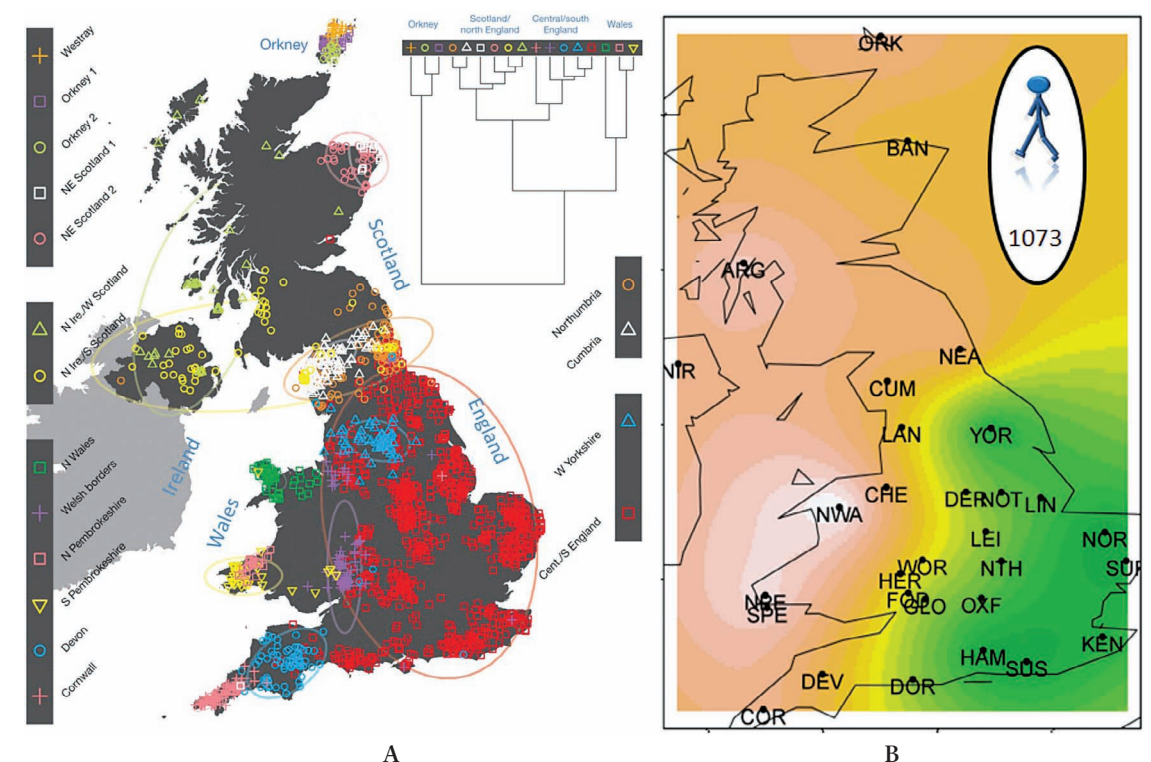 Orkney
Scotland/
north England
Central/south
England
Wales
Westray
Orkney 1
Orkney 2
NE Scotland 1
NE Scotland 2
N Ire./W Scotland
N Ire./S Scotland
N Wales
Welsh borders
N Pembrokeshire
S Pembrokeshire
Devon
Cornwall
Orkney
Scotland
England
Ireland
Wales
Northumbria
Cumbria
W Yorkshire
Cent./S England
A
ORK
BAN
1073
ARG
NIR
NEA
CUM
LAN
YOR
CHE
NWA
DER
NOT
LIN
LEI
NOR
WOR
NTH
SUF
HER
FOD
GLO
OXF
NPE
SPE
KEN
HAM
SUS
DEV
DOR
COR
B